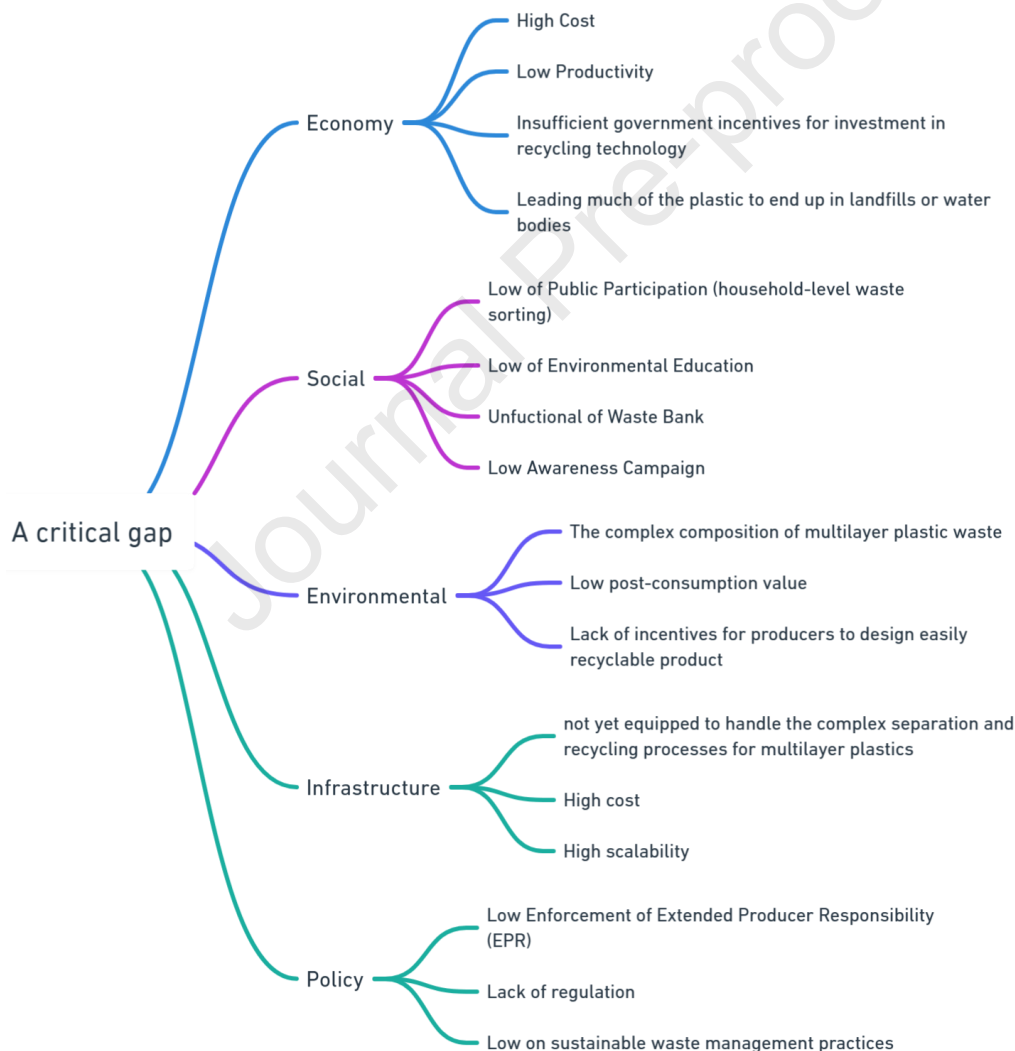 High Cost
Low Productivity
Economy
Insufficient government incentives for investment in
recycling technology
Leading much of the plastic to end up in landfills or water
bodies
Low of Public Participation (household-level waste
sorting)
Social
Low of Environmental Education
Unfuctional of Waste Bank
Low Awareness Campaign
A critical gap
The complex composition of multilayer plastic waste
Low post-consumption value
Environmental
Lack of incentives for producers to design easily
recyclable product
not yet equipped to handle the complex separation and
recycling processes for multilayer plastics
Infrastructure
High cost
High scalability
Low Enforcement of Extended Producer Responsibility
(EPR)
Policy
Lack of regulation
Low on sustainable waste management practices
Journal Pre-proo